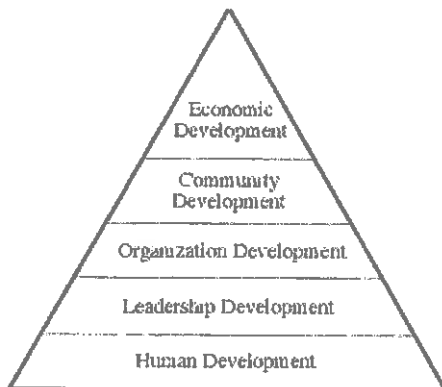 Economic
Development
Community
Development
Organization Development
Leadership Development
Human Development